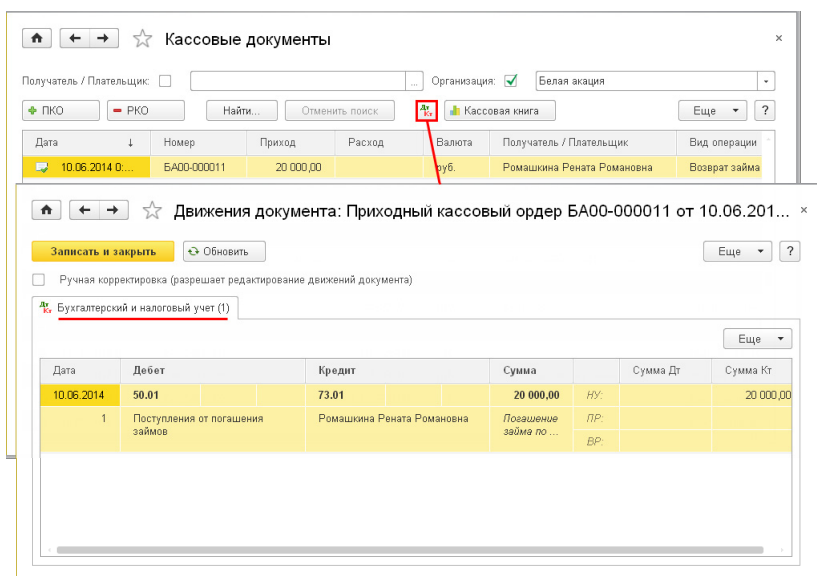 Кассовые документы
Получатель / Плательщик: ... Организация: Белая акация
ПКО РКО Найти... Отменить поиск Дт Кт Кассовая книга Еще ?
Дата ↓ Номер Приход Расход Валюта Получатель / Плательщик Вид операции
10.06.2014 0:... БА00-000011 20 000,00 руб. Ромашкина Рената Романовна Возврат займа
Движения документа: Приходный кассовый ордер БА00-000011 от 10.06.201...
Записать и закрыть Обновить Еще ?
Ручная корректировка (разрешает редактирование движений документа)
Дт Кт Бухгалтерский и налоговый учет (1)
Еще
Дата Дебет Кредит Сумма Сумма Дт Сумма Кт
10.06.2014 50.01 73.01 20 000,00 НУ: 20 000,00
1 Поступления от погашения Ромашкина Рената Романовна Погашение ПР:
займов займа по ...
ВР: